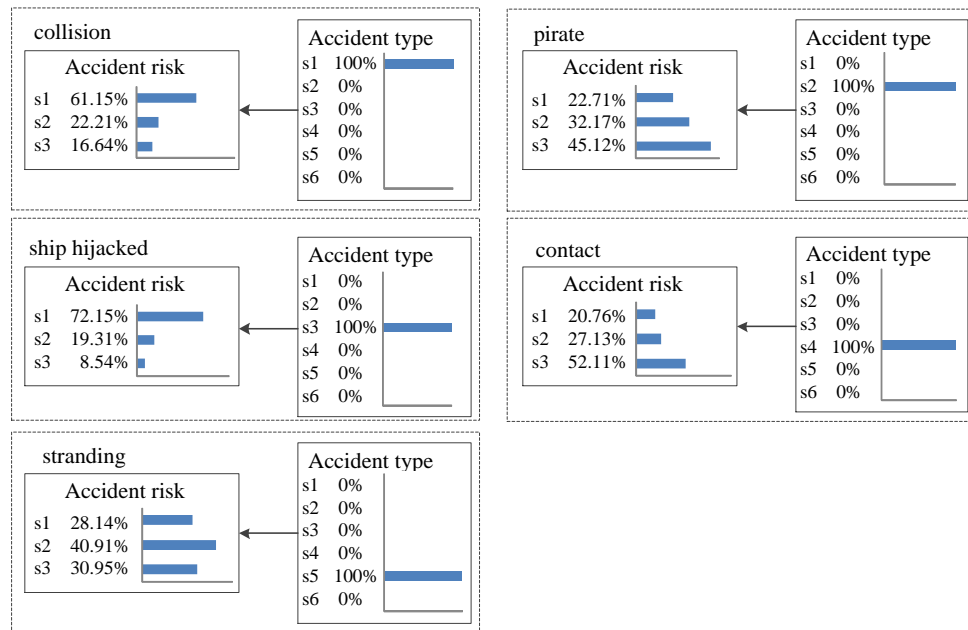 collision
Accident risk
s1 61.15%
s2 22.21%
s3 16.64%
Accident type
s1 100%
s2 0%
s3 0%
s4 0%
s5 0%
s6 0%
pirate
Accident risk
s1 22.71%
s2 32.17%
s3 45.12%
Accident type
s1 0%
s2 100%
s3 0%
s4 0%
s5 0%
s6 0%
ship hijacked
Accident risk
s1 72.15%
s2 19.31%
s3 8.54%
Accident type
s1 0%
s2 0%
s3 100%
s4 0%
s5 0%
s6 0%
contact
Accident risk
s1 20.76%
s2 27.13%
s3 52.11%
Accident type
s1 0%
s2 0%
s3 0%
s4 100%
s5 0%
s6 0%
stranding
Accident risk
s1 28.14%
s2 40.91%
s3 30.95%
Accident type
s1 0%
s2 0%
s3 0%
s4 0%
s5 100%
s6 0%